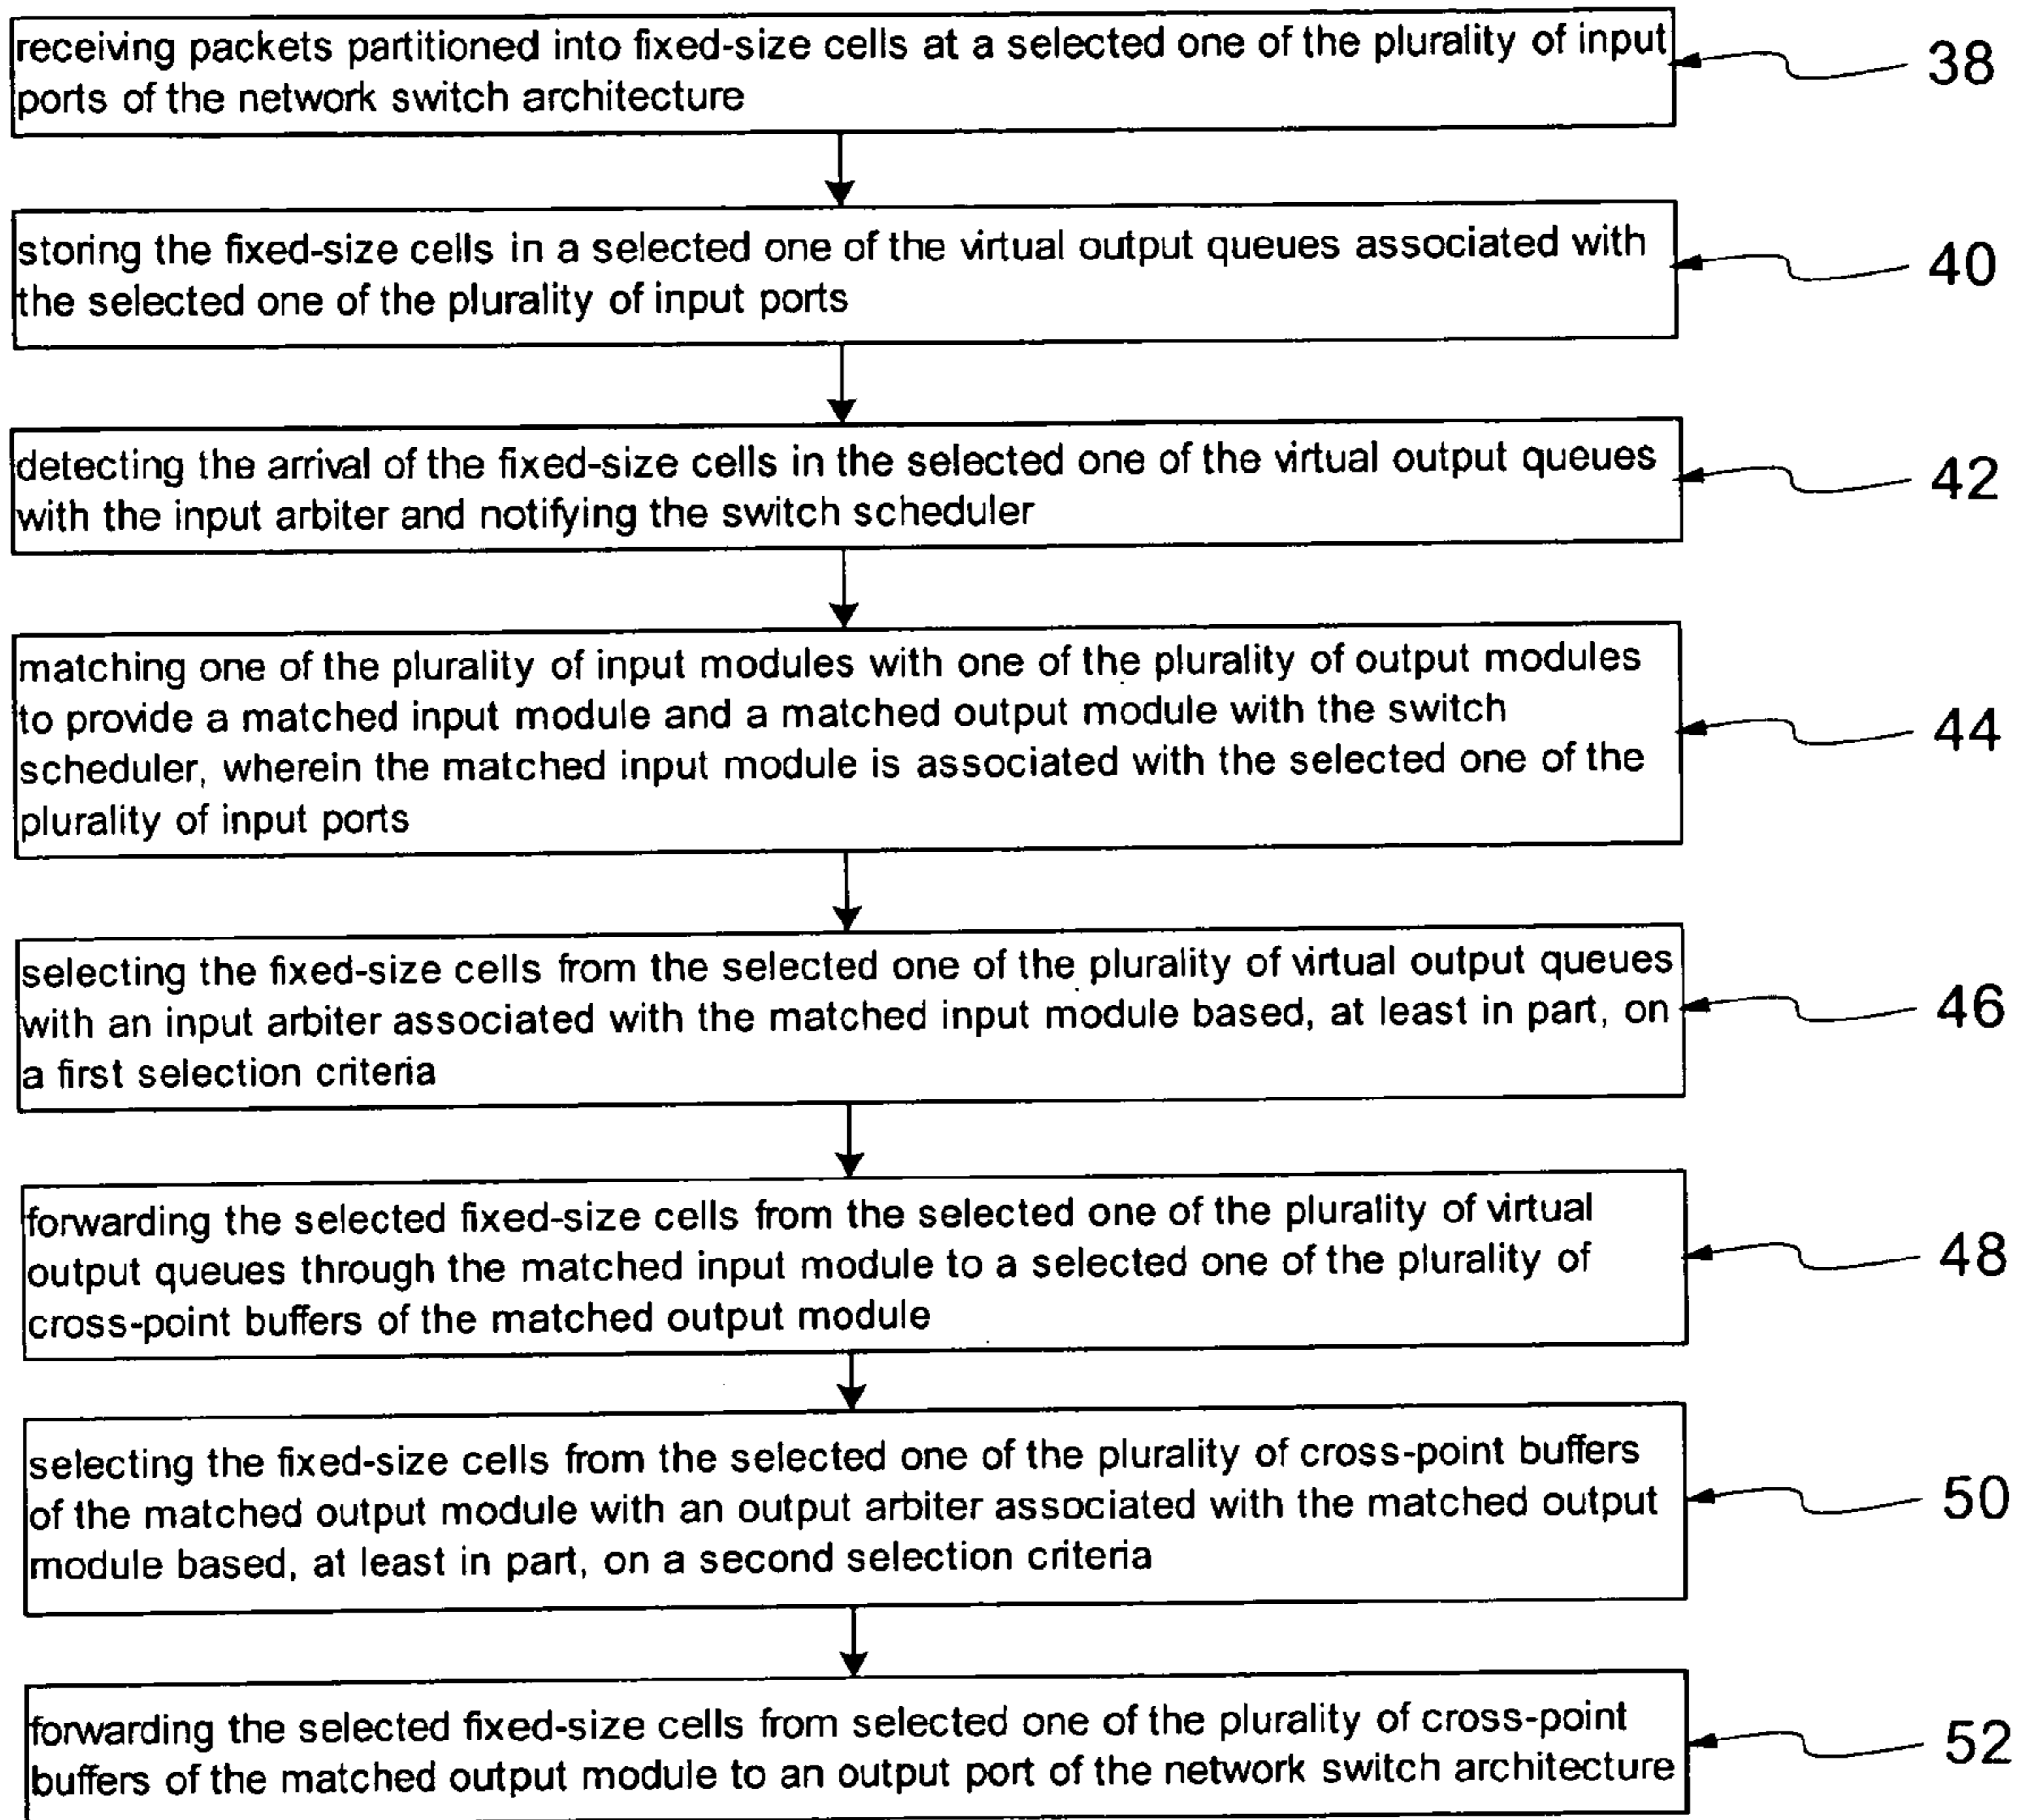 receiving packets partitioned into fixed-size cells at a selected one of the plurality of input
ports of the network switch architecture
38
storing the fixed-size cells in a selected one of the virtual output queues associated with
the selected one of the plurality of input ports
40
detecting the arrival of the fixed-size cells in the selected one of the virtual output queues
with the input arbiter and notifying the switch scheduler
42
matching one of the plurality of input modules with one of the plurality of output modules
to provide a matched input module and a matched output module with the switch
scheduler, wherein the matched input module is associated with the selected one of the
plurality of input ports
44
selecting the fixed-size cells from the selected one of the plurality of virtual output queues
with an input arbiter associated with the matched input module based, at least in part, on
a first selection criteria
46
forwarding the selected fixed-size cells from the selected one of the plurality of virtual
output queues through the matched input module to a selected one of the plurality of
cross-point buffers of the matched output module
48
selecting the fixed-size cells from the selected one of the plurality of cross-point buffers
of the matched output module with an output arbiter associated with the matched output
module based, at least in part, on a second selection criteria
50
forwarding the selected fixed-size cells from selected one of the plurality of cross-point
buffers of the matched output module to an output port of the network switch architecture
52